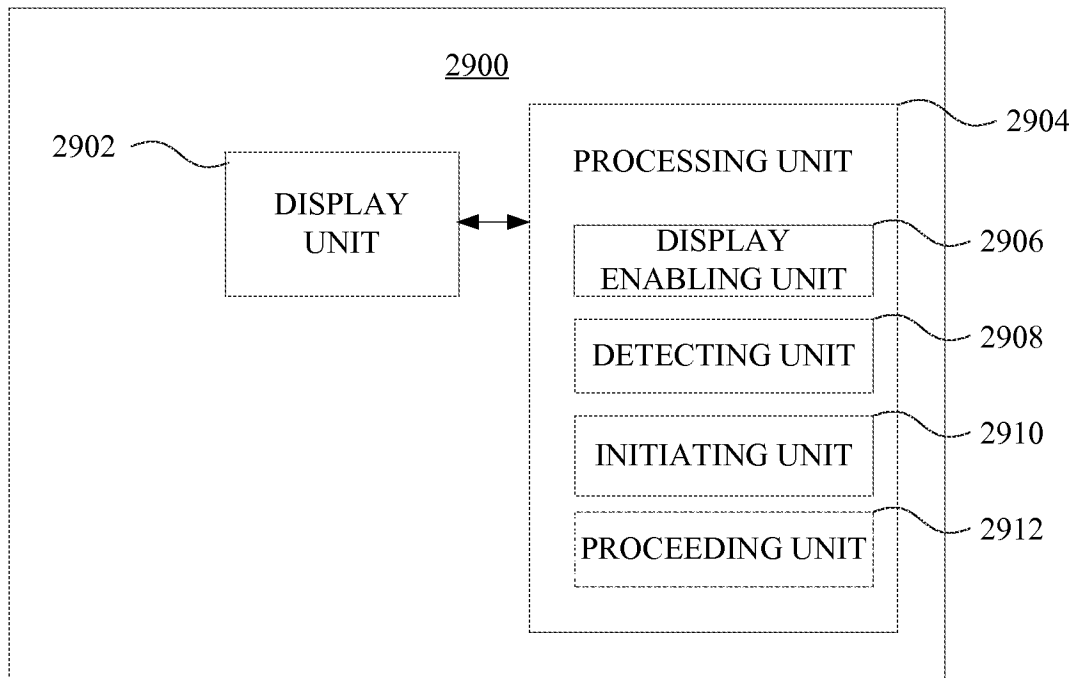 2900
2902
2904
DISPLAY
UNIT
PROCESSING UNIT
DISPLAY
ENABLING UNIT
2906
DETECTING UNIT
2908
INITIATING UNIT
2910
PROCEEDING UNIT
2912